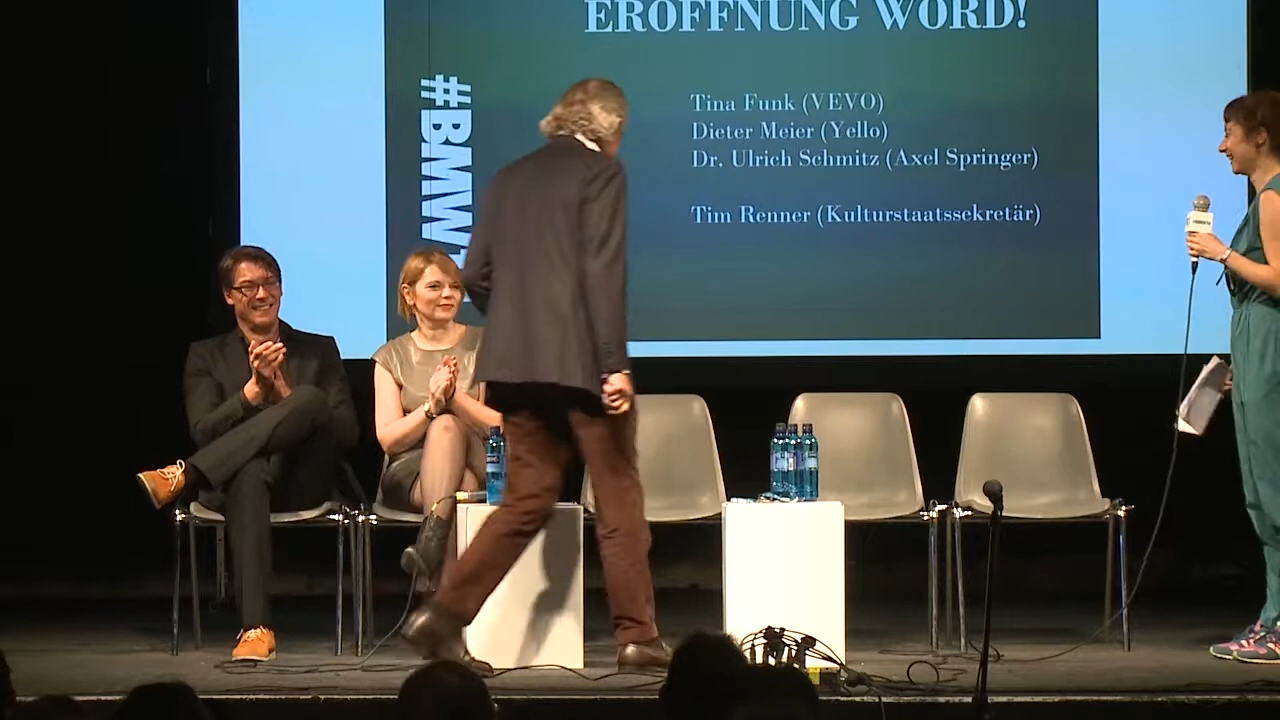 ERÖFFNUNG WORD!
#BMW
Tina Funk (VEVO)
Dieter Meier (Yello)
Dr. Ulrich Schmitz (Axel Springer)
Tim Renner (Kulturstaatssekretär)